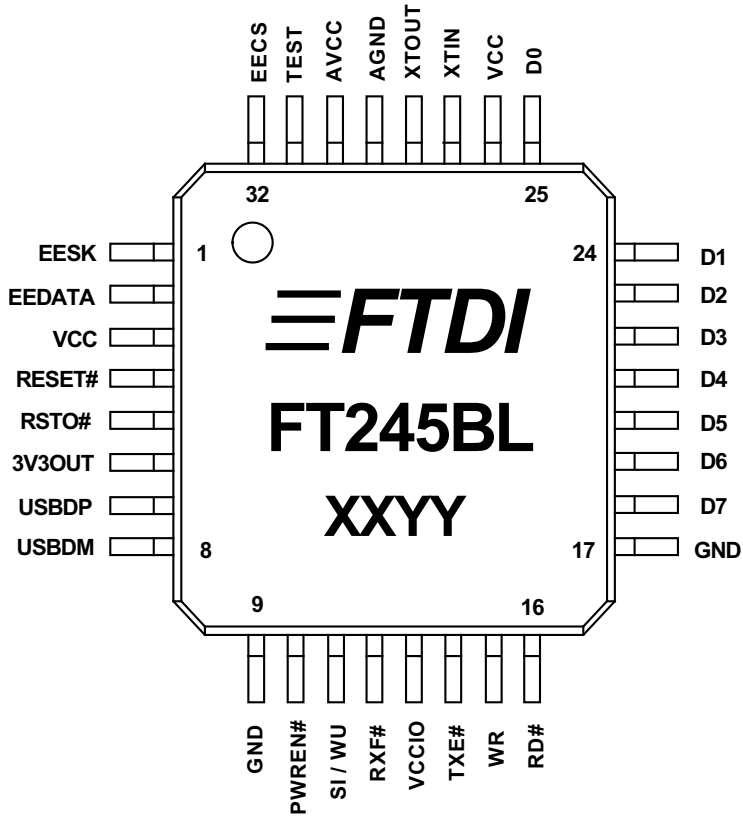 EECS
TEST
AVCC
AGND
XTOUT
XTIN
VCC
D0
32
25
EESK
1
24
D1
EEDATA
D2
VCC
D3
RESET#
D4
RSTO#
D5
3V3OUT
D6
USBDP
D7
USBDM
8
17
GND
FTDI
FT245BL
XXYY
9
16
GND
PWREN#
SI / WU
RXF#
VCCIO
TXE#
WR
RD#